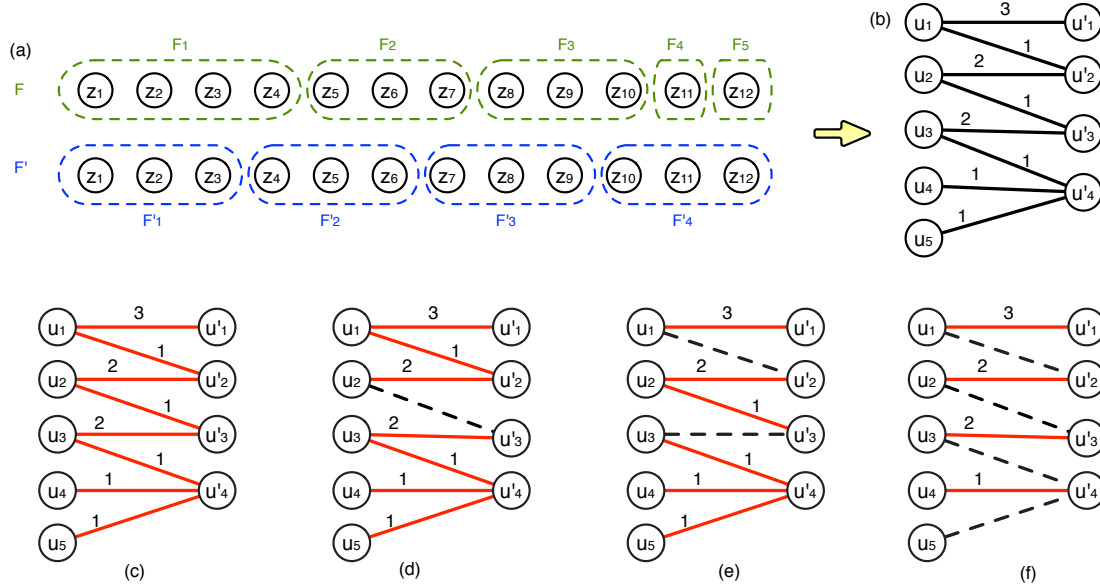 (a)
F1 F2 F3 F4 F5
F z1 z2 z3 z4 z5 z6 z7 z8 z9 z10 z11 z12
F' z1 z2 z3 z4 z5 z6 z7 z8 z9 z10 z11 z12
F'1 F'2 F'3 F'4
(b)
u1 3 u'1
1
u2 2 u'2
1
u3 2 u'3
1
u4 1 u'4
1
u5
u1 3 u'1
1
u2 2 u'2
1
u3 2 u'3
1
u4 1 u'4
1
u5
(c)
u1 3 u'1
1
u2 2 u'2
u3 2 u'3
1
u4 1 u'4
1
u5
(d)
u1 3 u'1
u2 2 u'2
1
u3 u'3
1
u4 1 u'4
1
u5
(e)
u1 3 u'1
u2 2 u'2
u3 2 u'3
u4 1 u'4
u5
(f)